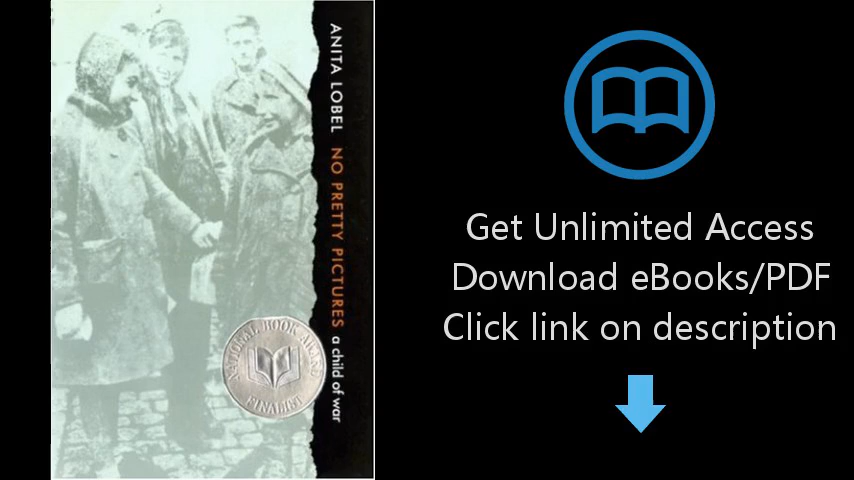 ANITA LOBEL NO PRETTY PICTURES a child of war
NATIONAL BOOK AWARD
FINALIST
Get Unlimited Access
Download eBooks/PDF
Click link on description